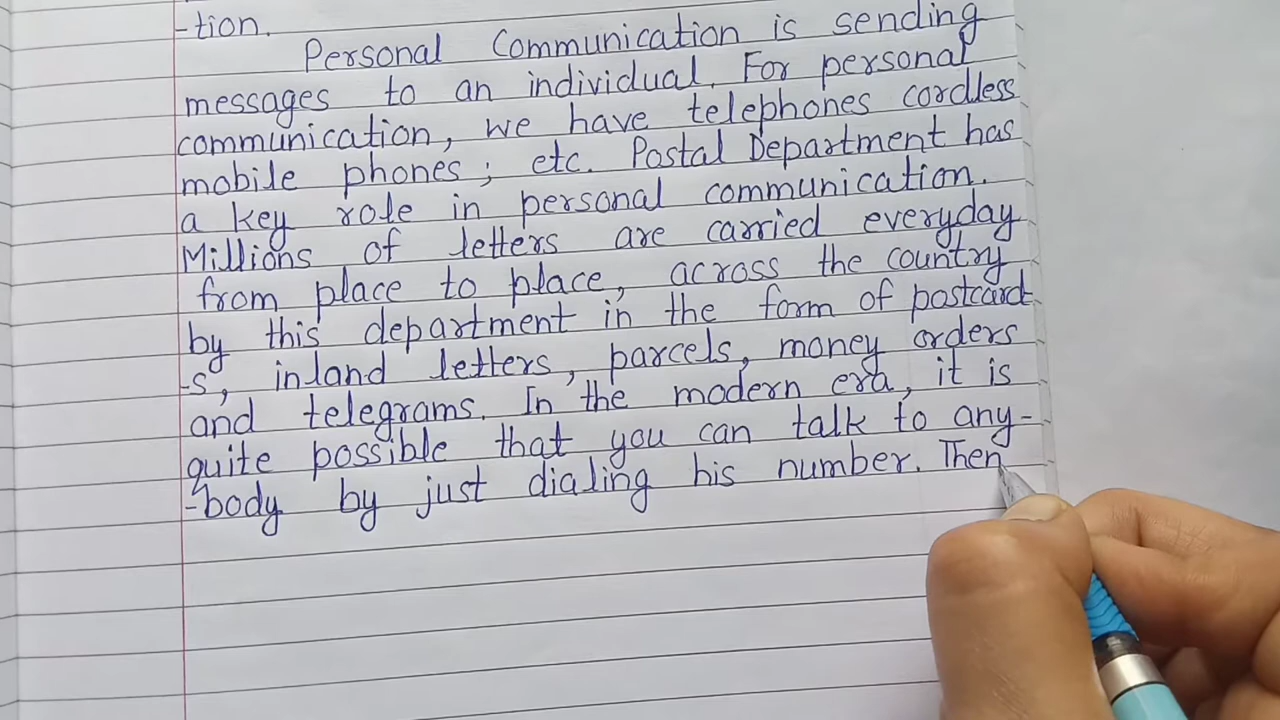 -tion.
Personal Communication is sending
messages to an individual. For personal
communication, we have telephones cordless
mobile phones; etc. Postal Department has
a key role in personal communication.
Millions of letters are carried everyday
from place to place, across the country
by this department in the form of postcard
-s, inland letters, parcels, money orders
and telegrams. In the modern era, it is
quite possible that you can talk to any-
-body by just dialing his number. Then